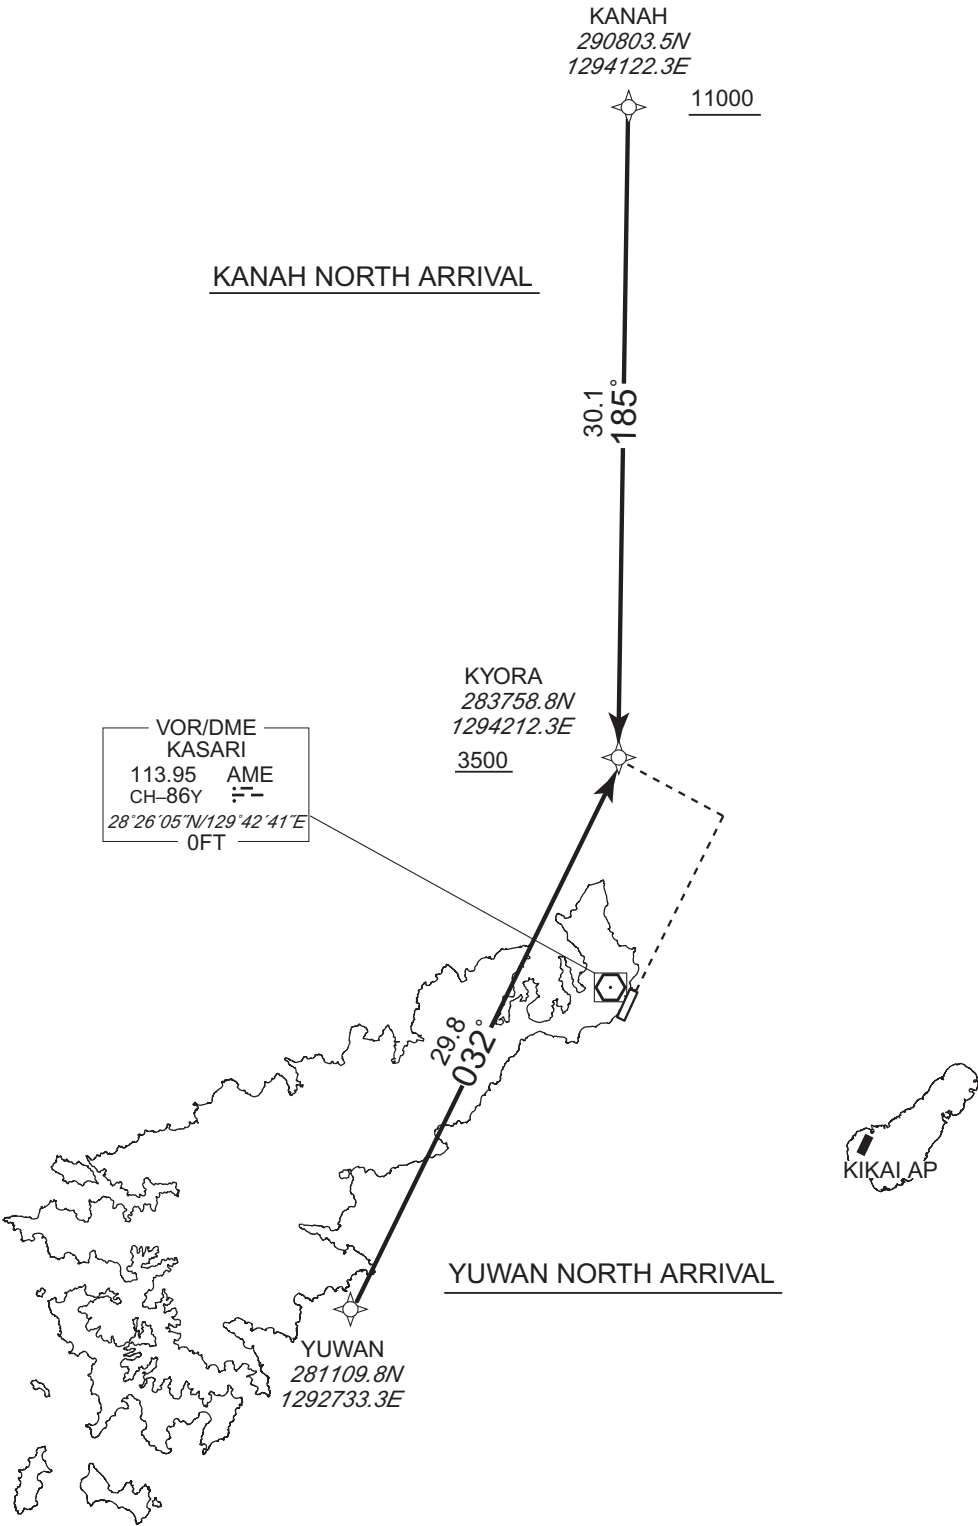 KANAH
290803.5N
1294122.3E
11000
KANAH NORTH ARRIVAL
30.1
185°
KYORA
283758.8N
1294212.3E
3500
VOR/DME
KASARI
113.95 AME
CH–86Y
28°26′05″N/129°42′41″E
0FT
29.8
032°
KIKAI AP
YUWAN NORTH ARRIVAL
YUWAN
281109.8N
1292733.3E